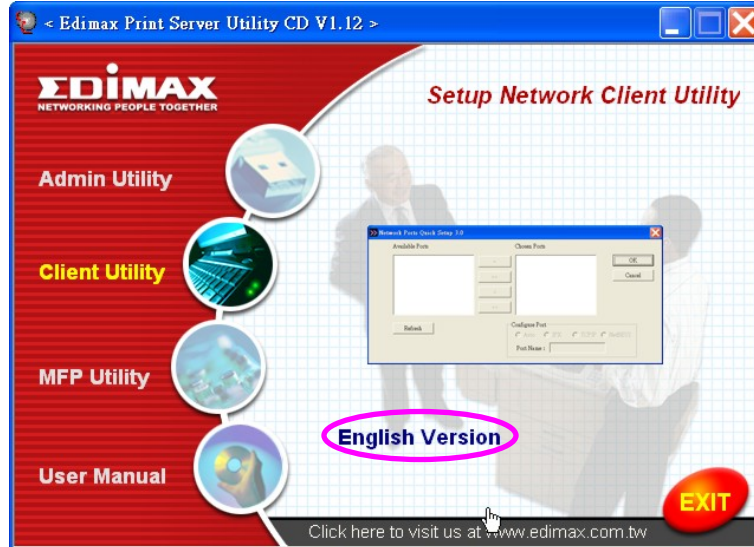 < Edimax Print Server Utility CD V1.12 >
EDIMAX
NETWORKING PEOPLE TOGETHER
Setup Network Client Utility
Admin Utility
Client Utility
MFP Utility
User Manual
Network Ports Quick Setup 3.0
Available Ports
Chosen Ports
OK
Cancel
Refresh
Configure Port
Port Name :
English Version
EXIT
Click here to visit us at www.edimax.com.tw